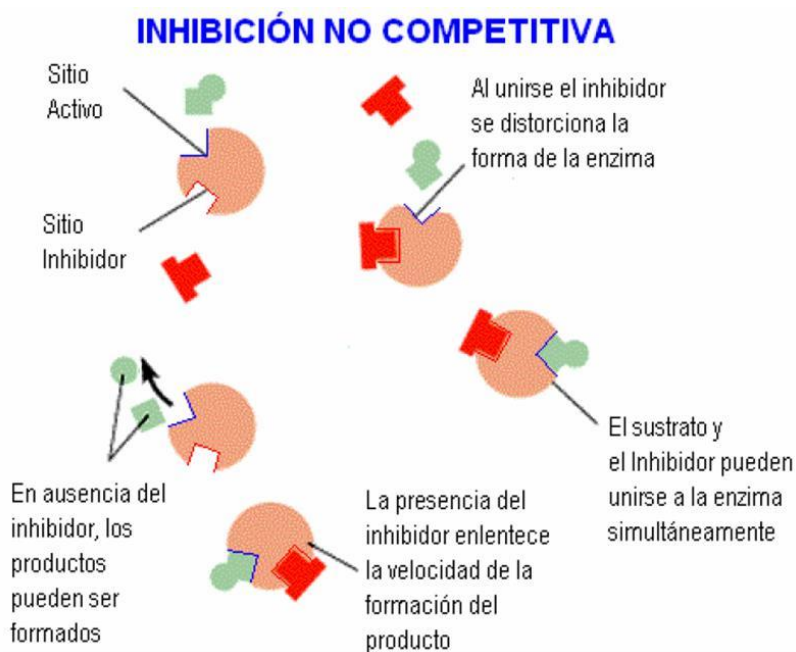 INHIBICIÓN NO COMPETITIVA
Sitio
Activo
Al unirse el inhibidor
se distorciona la
forma de la enzima
Sitio
Inhibidor
El sustrato y
el Inhibidor pueden
unirse a la enzima
simultáneamente
En ausencia del
inhibidor, los
productos
pueden ser
formados
La presencia del
inhibidor enlentece
la velocidad de la
formación del
producto